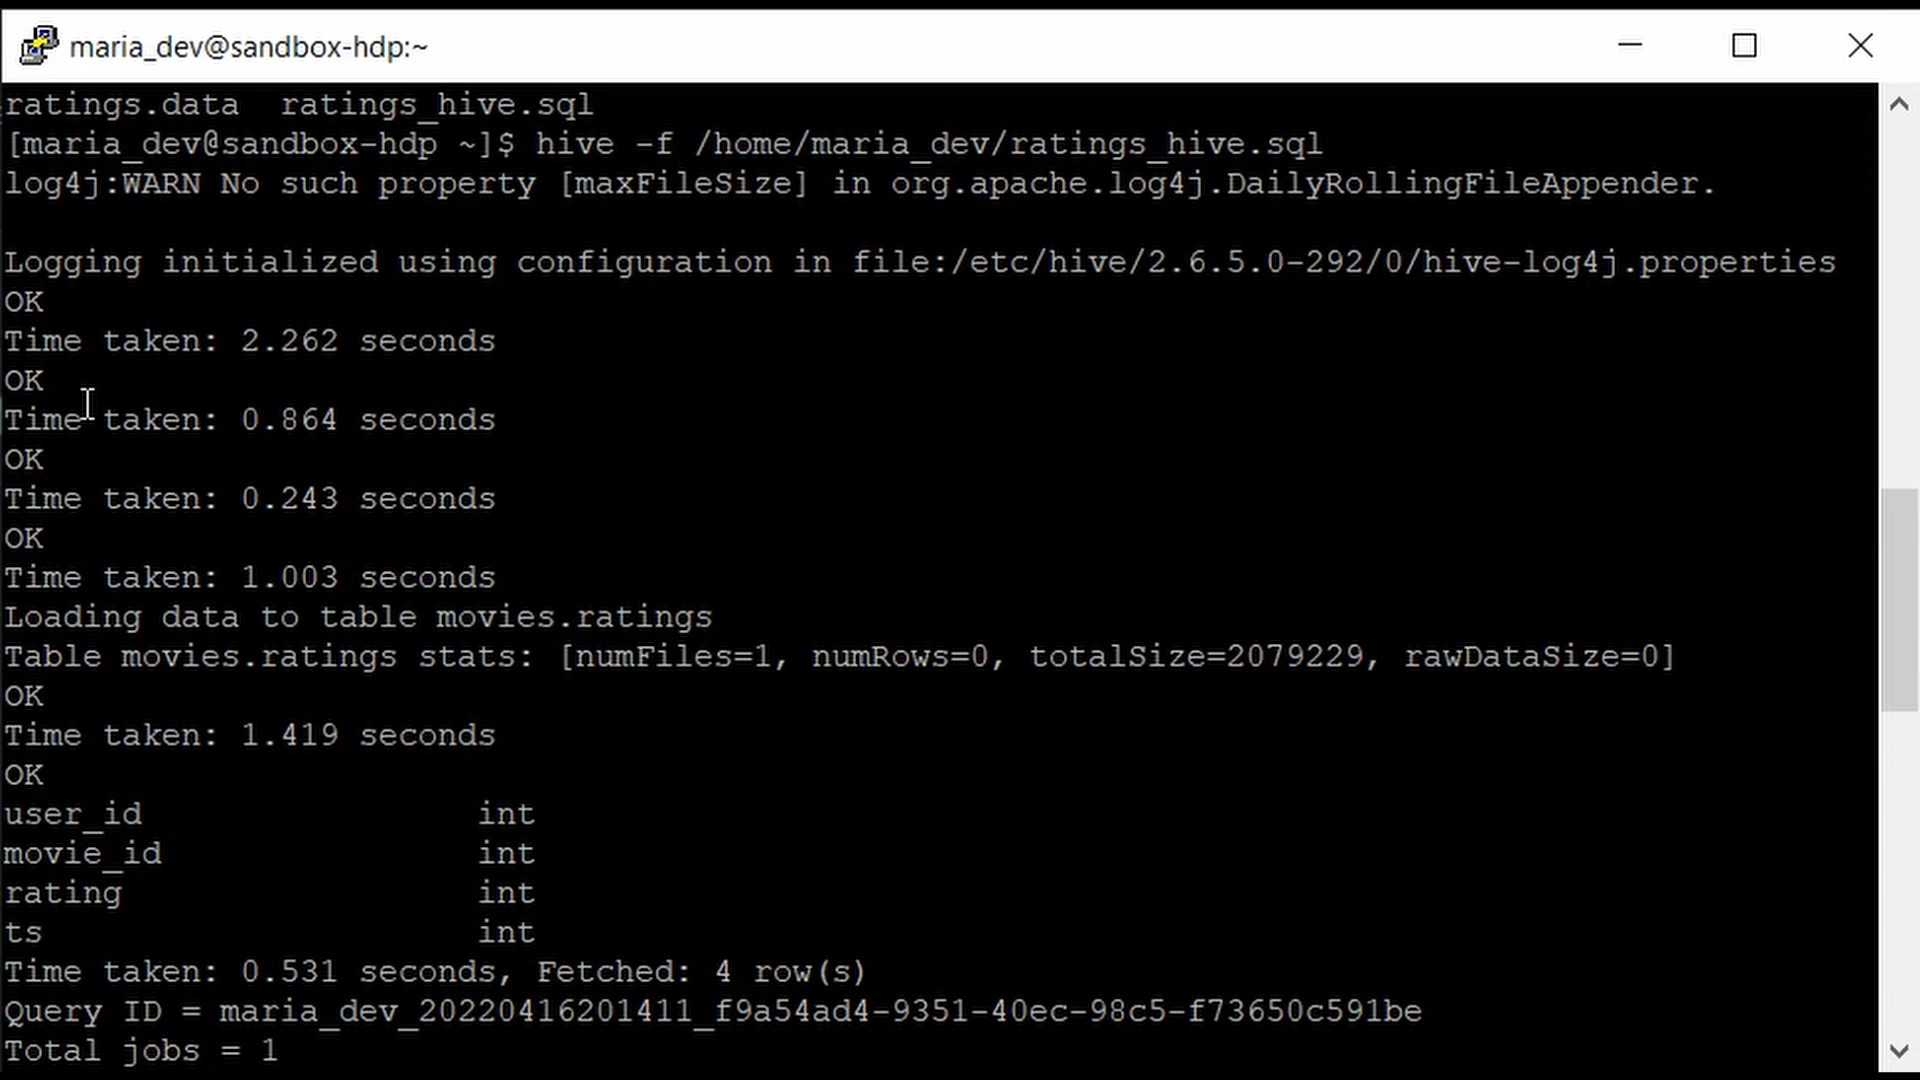 maria_dev@sandbox-hdp:~
ratings.data  ratings_hive.sql
[maria_dev@sandbox-hdp ~]$ hive -f /home/maria_dev/ratings_hive.sql
log4j:WARN No such property [maxFileSize] in org.apache.log4j.DailyRollingFileAppender.
Logging initialized using configuration in file:/etc/hive/2.6.5.0-292/0/hive-log4j.properties
OK
Time taken: 2.262 seconds
OK
Time taken: 0.864 seconds
OK
Time taken: 0.243 seconds
OK
Time taken: 1.003 seconds
Loading data to table movies.ratings
Table movies.ratings stats: [numFiles=1, numRows=0, totalSize=2079229, rawDataSize=0]
OK
Time taken: 1.419 seconds
OK
user_id                 int
movie_id                int
rating                  int
ts                      int
Time taken: 0.531 seconds, Fetched: 4 row(s)
Query ID = maria_dev_20220416201411_f9a54ad4-9351-40ec-98c5-f73650c591be
Total jobs = 1